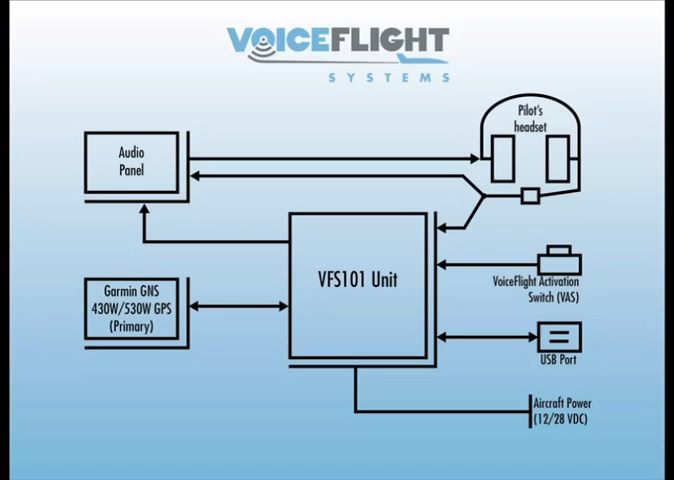 VOICEFLIGHT
SYSTEMS
Pilot's
headset
Audio
Panel
VFS101 Unit
VoiceFlight Activation
Switch (VAS)
Garmin GNS
430W/530W GPS
(Primary)
USB Port
Aircraft Power
(12/28 VDC)